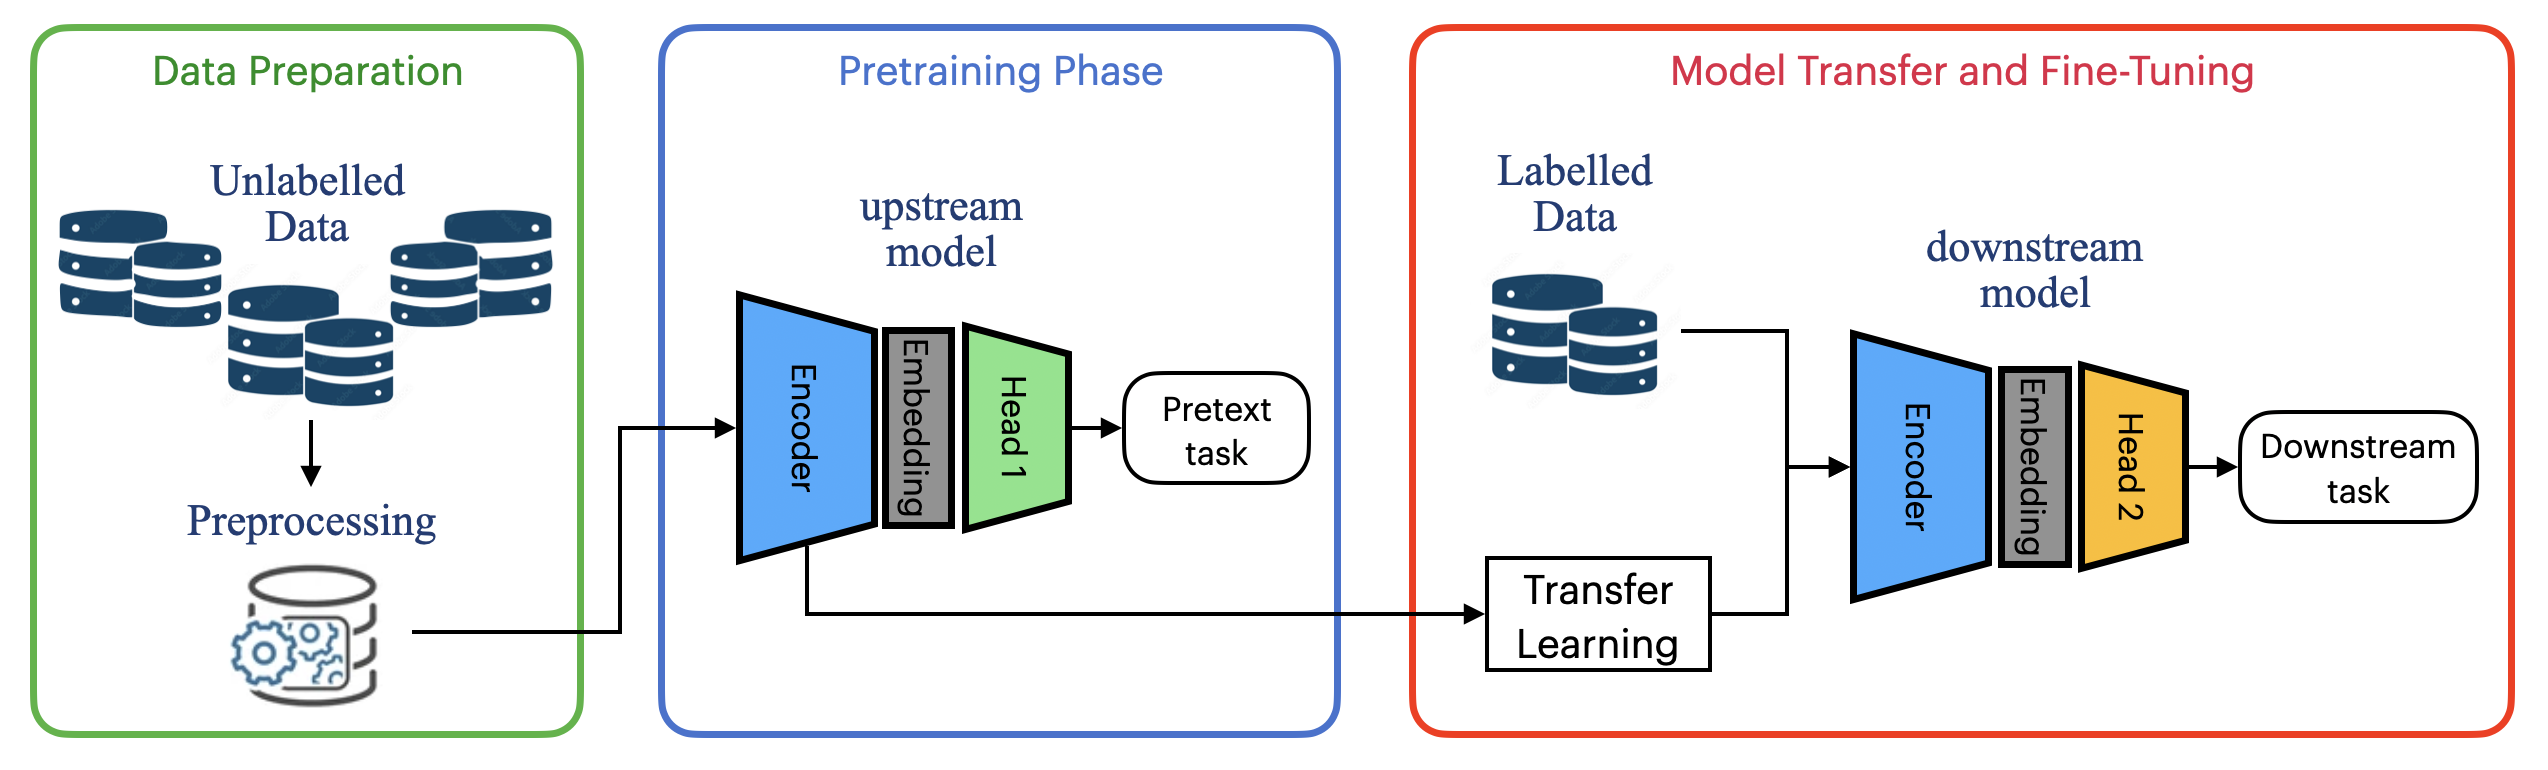 Data Preparation
Unlabelled
Data
Preprocessing
Pretraining Phase
upstream
model
Encoder
Embedding
Head 1
Pretext
task
Model Transfer and Fine-Tuning
Labelled
Data
Transfer
Learning
downstream
model
Encoder
Embedding
Head 2
Downstream
task